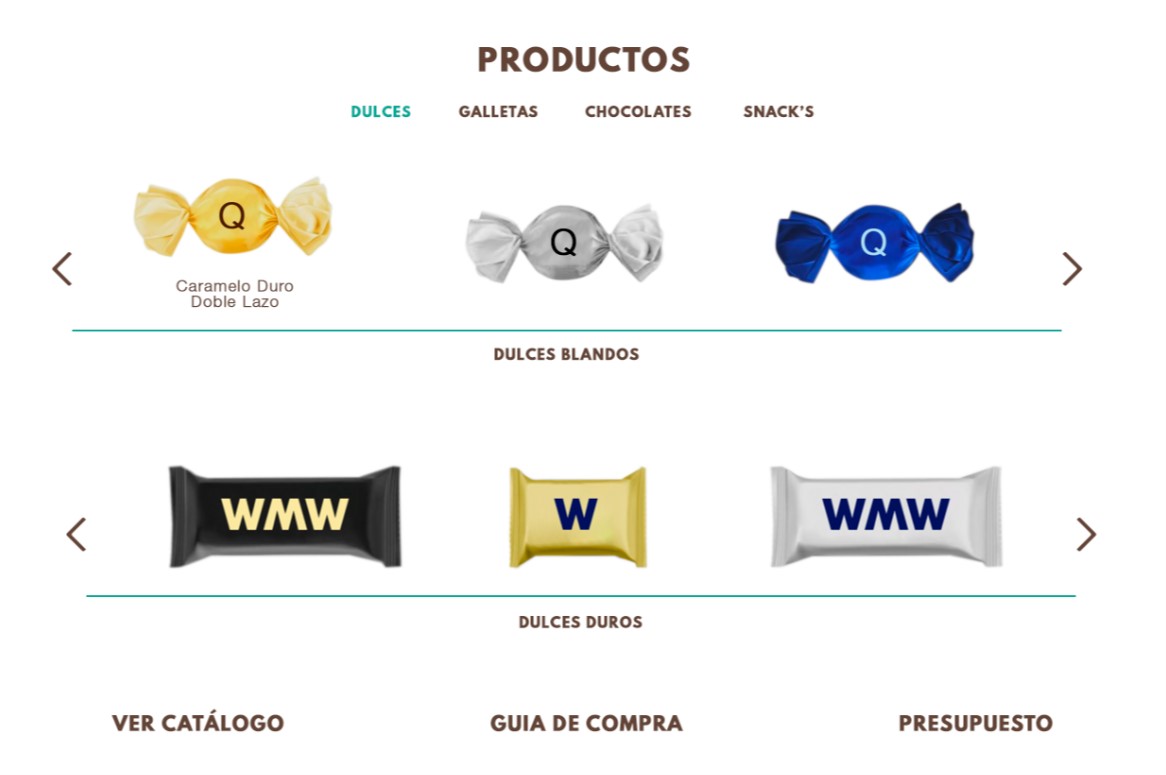 PRODUCTOS
DULCES GALLETAS CHOCOLATES SNACK'S
Q Q Q
Caramelo Duro
Doble Lazo
DULCES BLANDOS
WMW W WMW
DULCES DUROS
VER CATÁLOGO GUIA DE COMPRA PRESUPUESTO